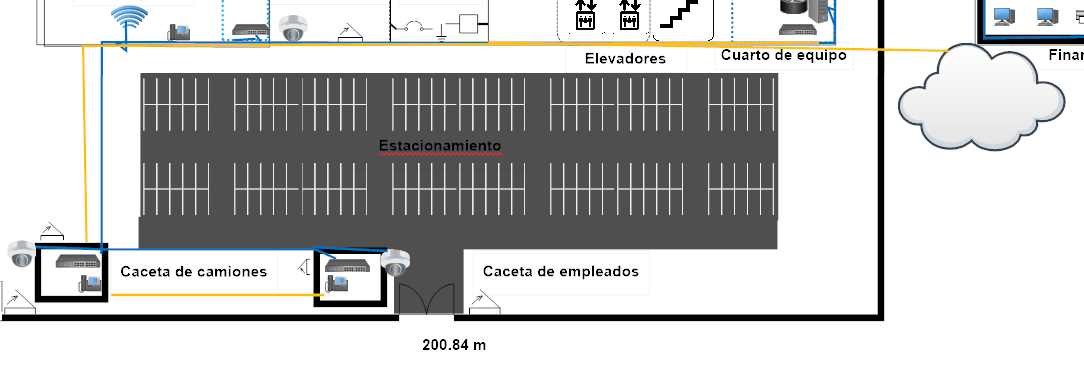 Elevadores
Cuarto de equipo
Finan
Estacionamiento
Caceta de camiones
Caceta de empleados
200.84 m